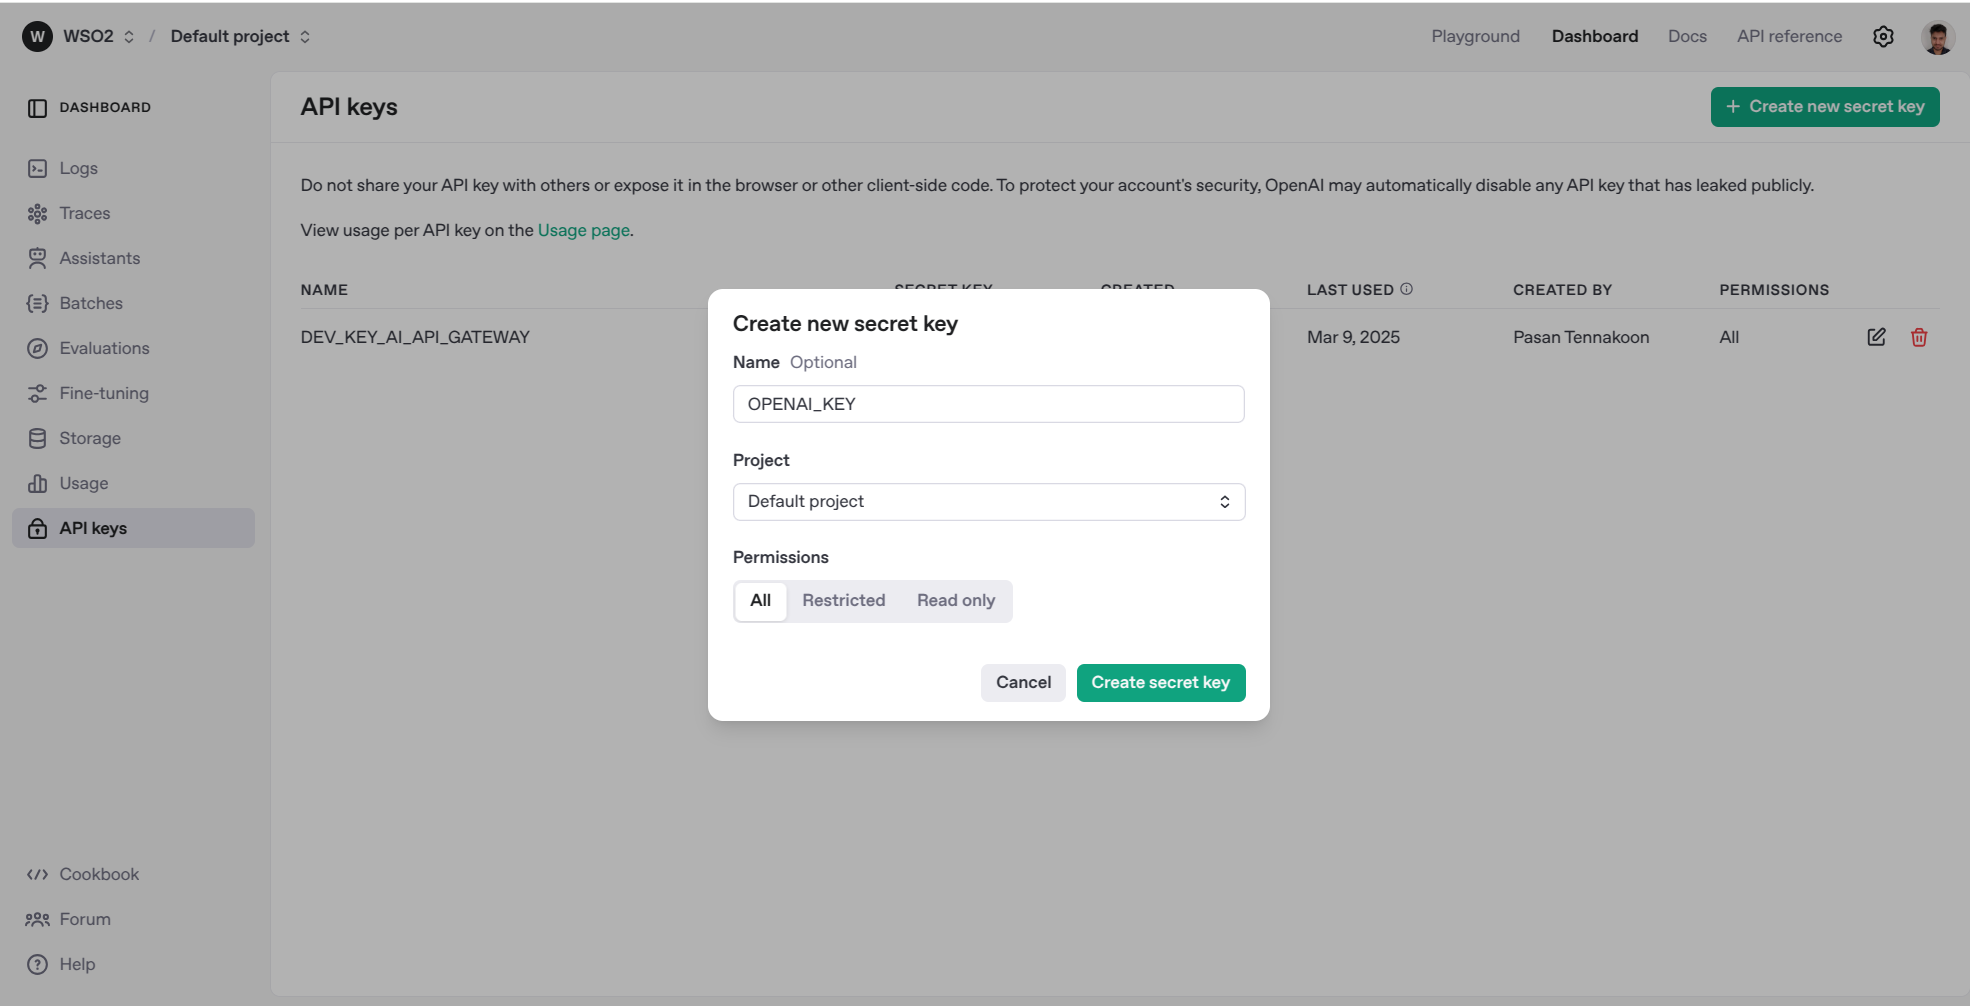 W WSO2 / Default project
Playground Dashboard Docs API reference
DASHBOARD
Logs
Traces
Assistants
Batches
Evaluations
Fine-tuning
Storage
Usage
API keys
Cookbook
Forum
Help
API keys
+ Create new secret key
Do not share your API key with others or expose it in the browser or other client-side code. To protect your account's security, OpenAI may automatically disable any API key that has leaked publicly.
View usage per API key on the Usage page.
NAME SECRET KEY CREATED LAST USED CREATED BY PERMISSIONS
DEV_KEY_AI_API_GATEWAY Mar 9, 2025 Pasan Tennakoon All
Create new secret key
Name Optional
OPENAI_KEY
Project
Default project
Permissions
All Restricted Read only
Cancel Create secret key